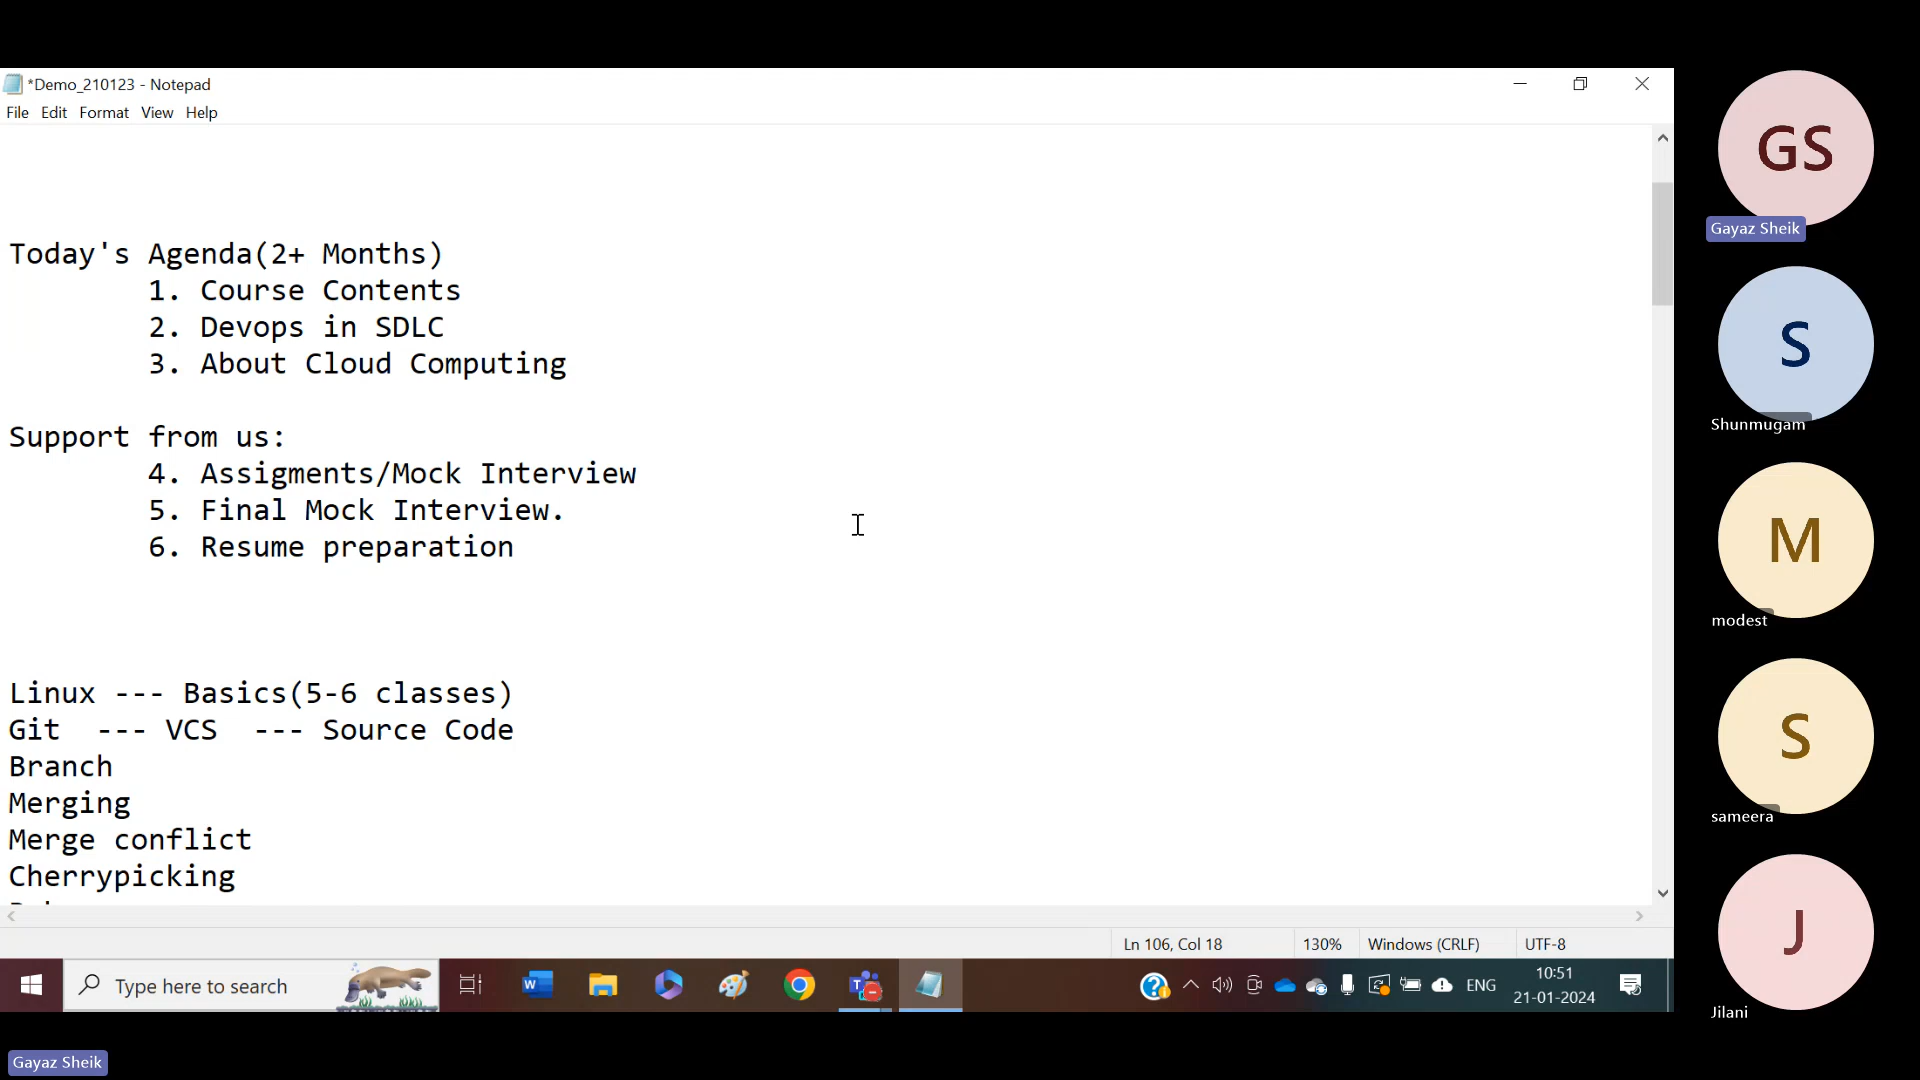 *Demo_210123 - Notepad
File Edit Format View Help
Today's Agenda(2+ Months)
1. Course Contents
2. Devops in SDLC
3. About Cloud Computing
Support from us:
4. Assigments/Mock Interview
5. Final Mock Interview.
6. Resume preparation
Linux --- Basics(5-6 classes)
Git --- VCS --- Source Code
Branch
Merging
Merge conflict
Cherrypicking
Ln 106, Col 18
130%
Windows (CRLF)
UTF-8
Type here to search
ENG
10:51
21-01-2024
GS
Gayaz Sheik
S
Shunmugam
M
modest
S
sameera
J
Jilani
Gayaz Sheik